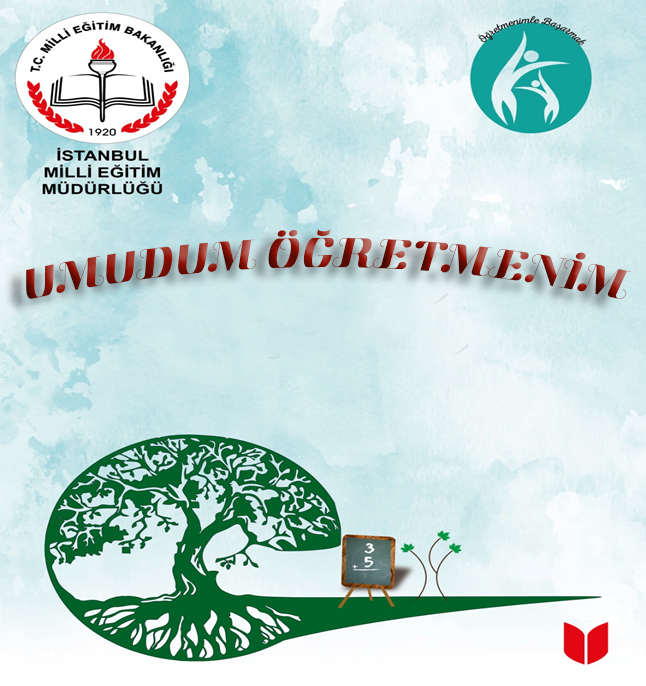 T.C. MİLLİ EĞİTİM BAKANLIĞI
1920
İSTANBUL
MİLLİ EĞİTİM
MÜDÜRLÜĞÜ
Öğretmenimle Başarmak
UMUDUM ÖĞRETMENİM
3
+ 5